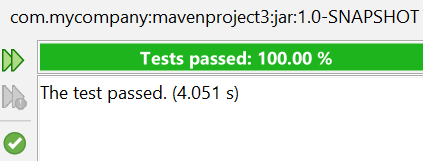 com.mycompany:mavenproject3:jar:1.0-SNAPSHOT
Tests passed: 100.00 %
The test passed. (4.051 s)